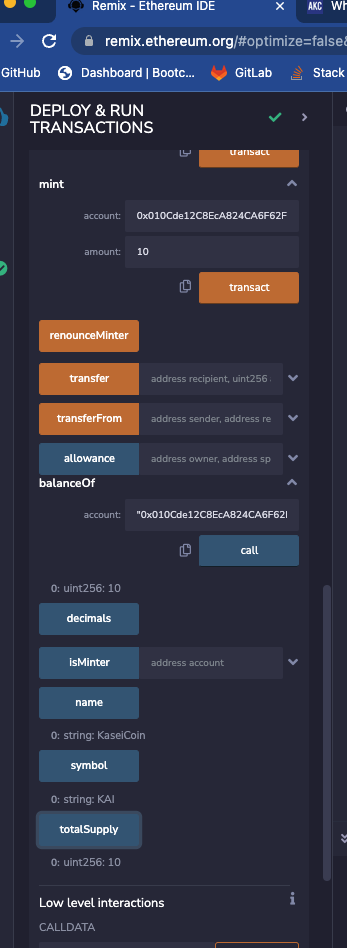 Remix - Ethereum IDE
AKC
remix.ethereum.org/#optimize=false&
GitHub
Dashboard | Bootc...
GitLab
Stack
DEPLOY & RUN
TRANSACTIONS
transact
mint
account:
0x010Cde12C8EcA824CA6F62F
amount:
10
transact
renounceMinter
transfer
address recipient, uint256
transferFrom
address sender, address re
allowance
address owner, address sp
balanceOf
account:
"0x010Cde12C8EcA824CA6F62
call
0: uint256: 10
decimals
isMinter
address account
name
0: string: KaseiCoin
symbol
0: string: KAI
totalSupply
0: uint256: 10
Low level interactions
CALLDATA